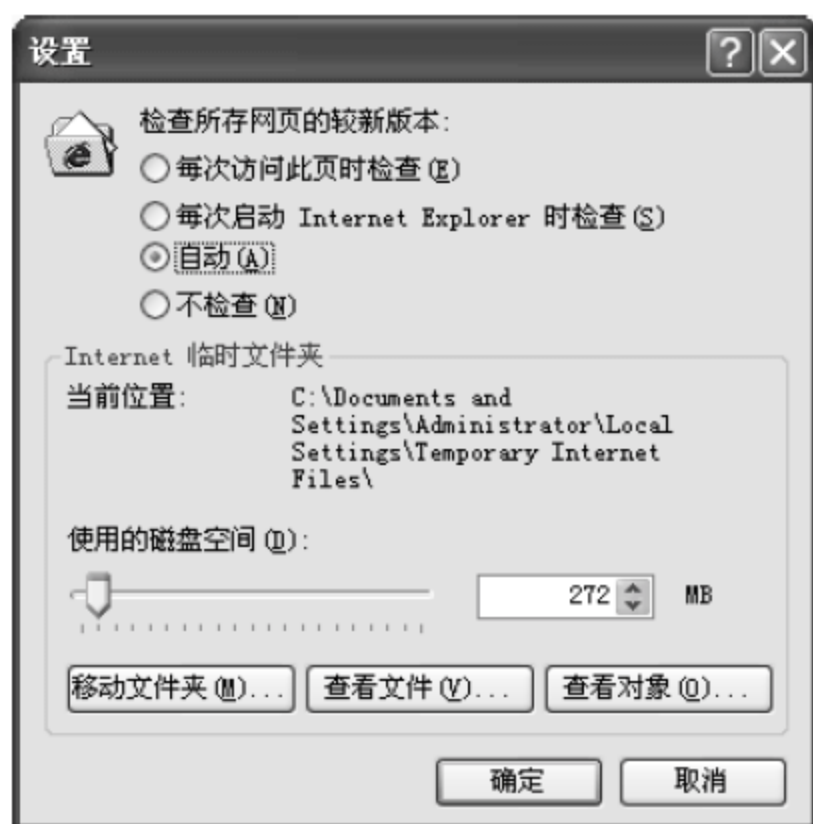 设置
检查所存网页的较新版本:
每次访问此页时检查(E)
每次启动 Internet Explorer 时检查(S)
自动(A)
不检查(N)
Internet 临时文件夹
当前位置:
C:\Documents and
Settings\Administrator\Local
Settings\Temporary Internet
Files\
使用的磁盘空间(D):
272 MB
移动文件夹(M)... 查看文件(V)... 查看对象(O)...
确定 取消